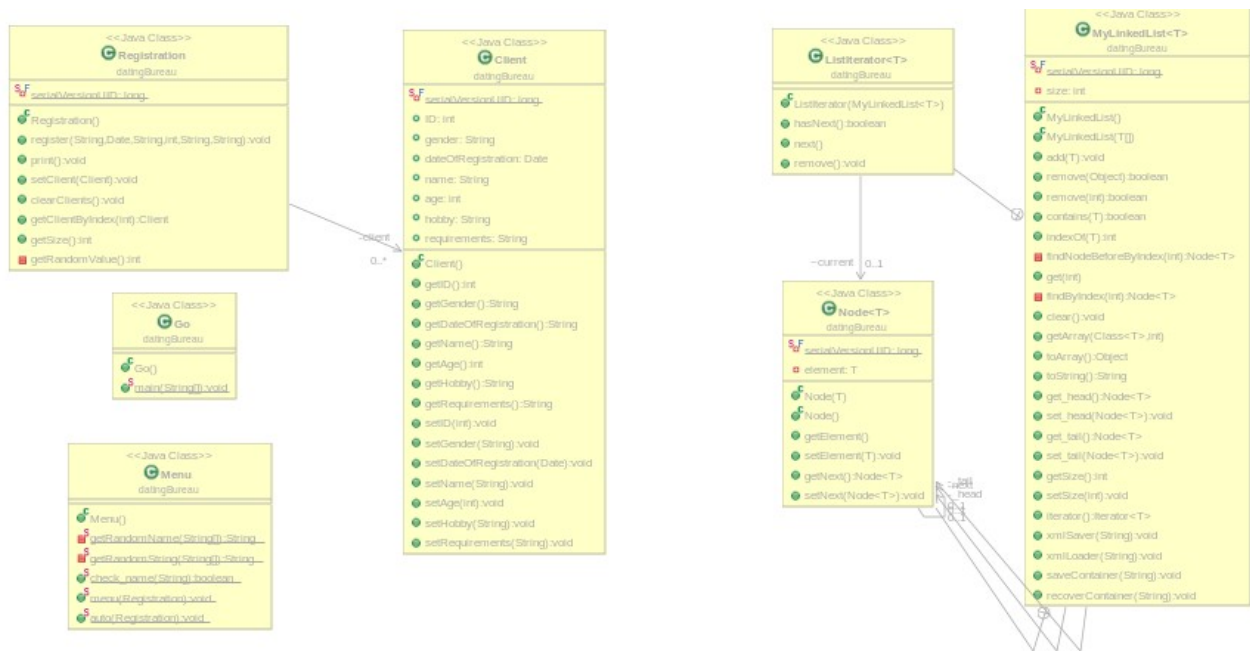 <<Java Class>>
Registration
datingBureau
serialVersionUID: long
Registration()
register(String,Date,String,int,String,String):void
print():void
setClient(Client):void
clearClients():void
getClientByIndex(int):Client
getSize():int
getRandomValue():int
-client
0..*
<<Java Class>>
Go
datingBureau
Go()
main(String[]):void
<<Java Class>>
Menu
datingBureau
Menu()
getRandomName(String[]):String
getRandomString(String[]):String
check_name(String):boolean
menu(Registration):void
auto(Registration):void
<<Java Class>>
Client
datingBureau
serialVersionUID: long
ID: int
gender: String
dateOfRegistration: Date
name: String
age: int
hobby: String
requirements: String
Client()
getID():int
getGender():String
getDateOfRegistration():String
getName():String
getAge():int
getHobby():String
getRequirements():String
setID(int):void
setGender(String):void
setDateOfRegistration(Date):void
setName(String):void
setAge(int):void
setHobby(String):void
setRequirements(String):void
<<Java Class>>
ListIterator<T>
datingBureau
ListIterator(MyLinkedList<T>)
hasNext():boolean
next()
remove():void
~current 0..1
<<Java Class>>
Node<T>
datingBureau
serialVersionUID: long
element: T
Node(T)
Node()
getElement()
setElement(T):void
getNext():Node<T>
setNext(Node<T>):void
_head
0..1
<<Java Class>>
MyLinkedList<T>
datingBureau
serialVersionUID: long
size: int
MyLinkedList()
MyLinkedList(T[])
add(T):void
remove(Object):boolean
remove(int):boolean
contains(T):boolean
indexOf(T):int
findNodeBeforeByIndex(int):Node<T>
get(int)
findByIndex(int):Node<T>
clear():void
getArray(Class<T>,int)
toArray():Object
toString():String
get_head():Node<T>
set_head(Node<T>):void
get_tail():Node<T>
set_tail(Node<T>):void
getSize():int
setSize(int):void
iterator():Iterator<T>
xmlSaver(String):void
xmlLoader(String):void
saveContainer(String):void
recoverContainer(String):void